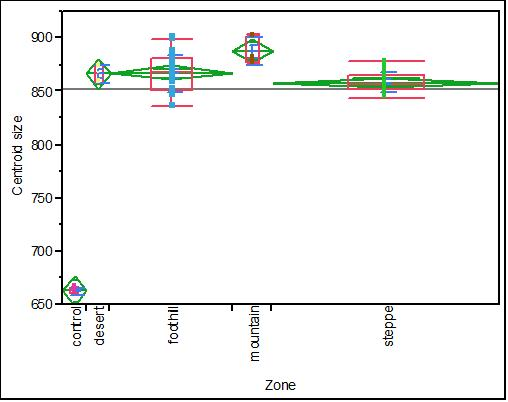 900
850
800
750
700
650
Centroid size
control
desert
foothill
mountain
steppe
Zone